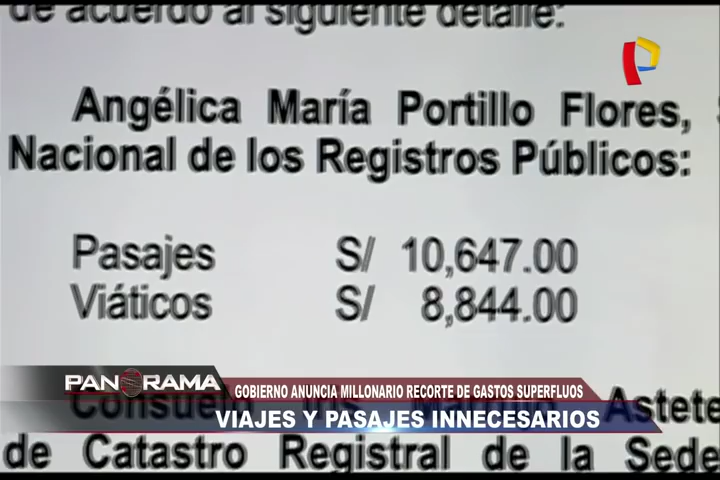 de acuerdo al siguiente detalle:
Angélica María Portillo Flores,
Nacional de los Registros Públicos:
Pasajes S/ 10,647.00
Viáticos S/ 8,844.00
PANORAMA
GOBIERNO ANUNCIA MILLONARIO RECORTE DE GASTOS SUPERFLUOS
VIAJES Y PASAJES INNECESARIOS
Astete
de Catastro Registral de la Sede